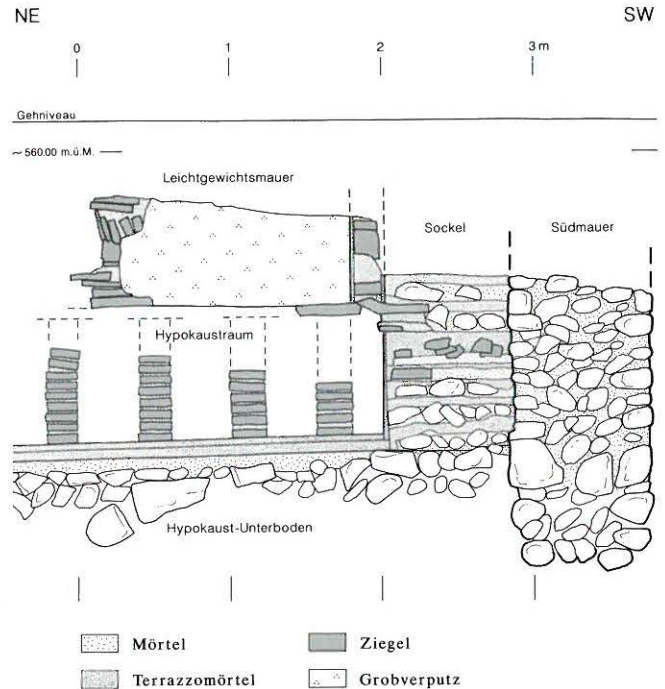 NE SW
0 1 2 3 m
Gehniveau
~ 560.00 m.ü.M.
Leichtgewichtsmauer
Sockel Südmauer
Hypokaustraum
Hypokaust-Unterboden
Mörtel Ziegel
Terrazzomörtel Grobverputz